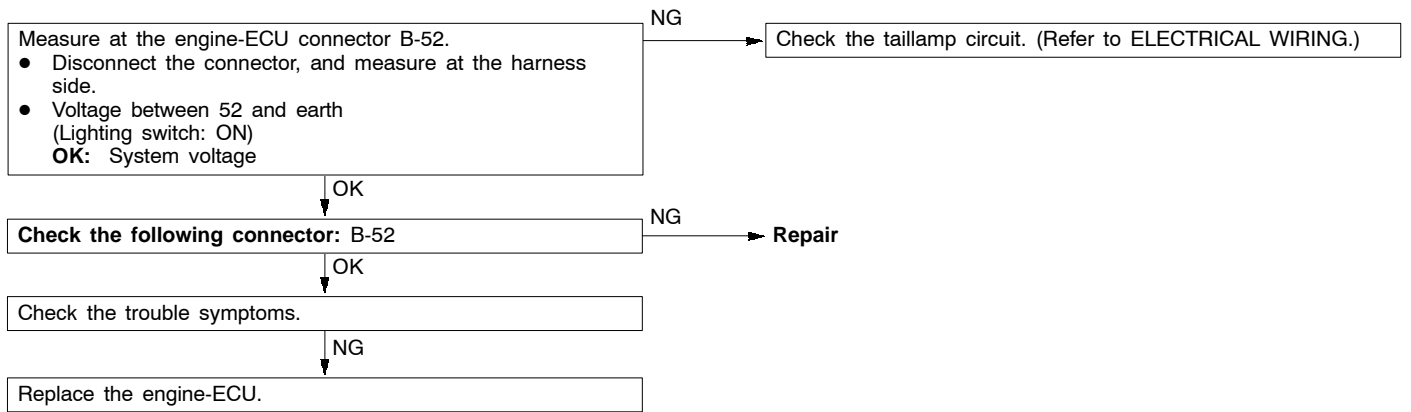 NG
Measure at the engine-ECU connector B-52.
Check the taillamp circuit. (Refer to ELECTRICAL WIRING.)
● Disconnect the connector, and measure at the harness
side.
● Voltage between 52 and earth
(Lighting switch: ON)
OK: System voltage
OK
NG
Check the following connector: B-52
Repair
OK
Check the trouble symptoms.
NG
Replace the engine-ECU.